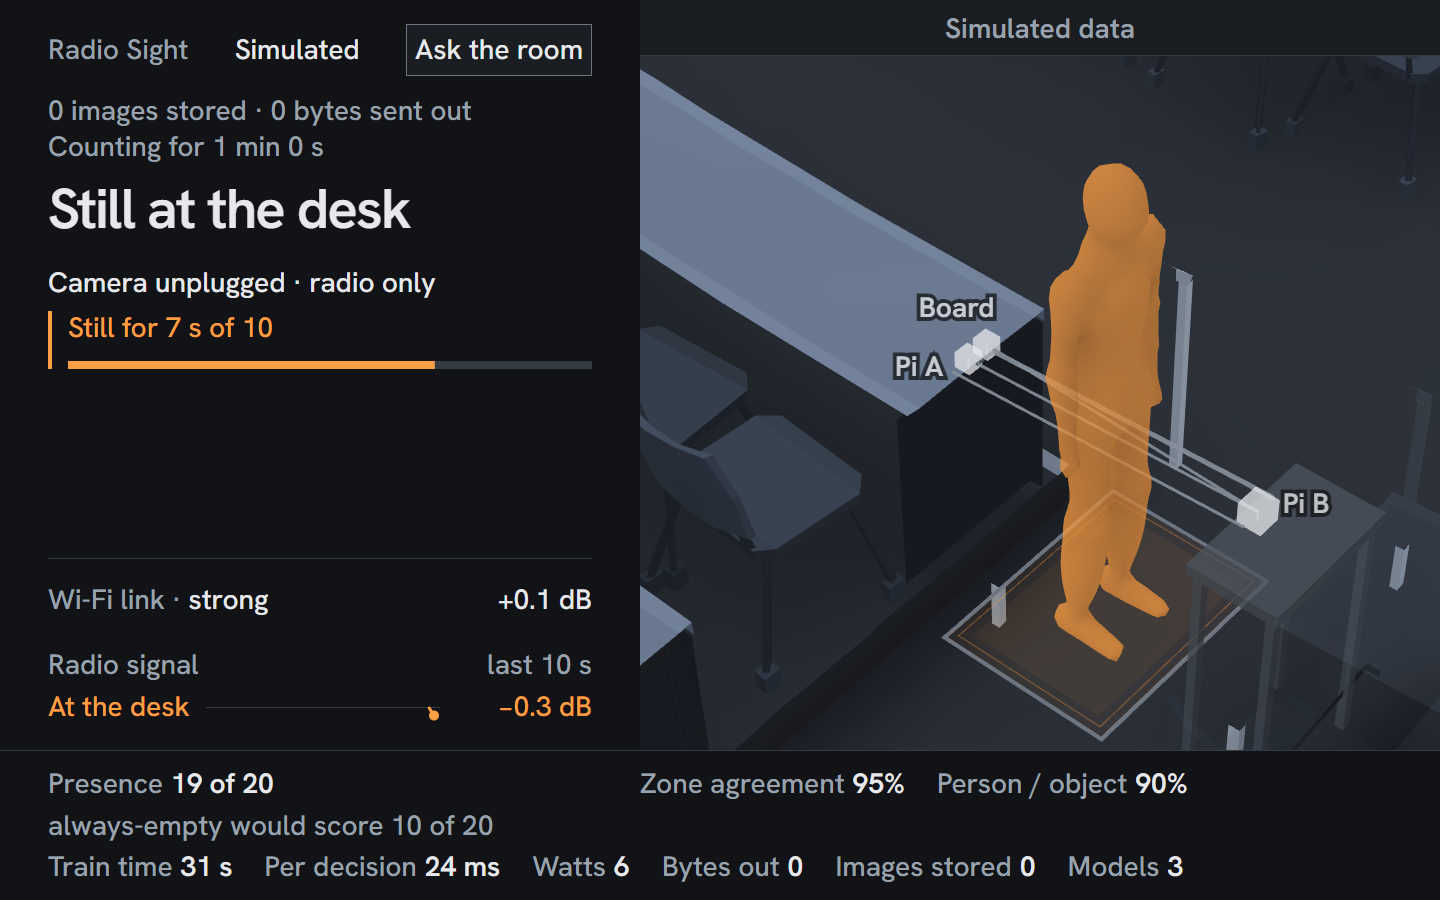 Radio Sight Simulated Ask the room
0 images stored · 0 bytes sent out
Counting for 1 min 0 s
Still at the desk
Camera unplugged · radio only
Still for 7 s of 10
Wi-Fi link · strong +0.1 dB
Radio signal last 10 s
At the desk −0.3 dB
Simulated data
Board
Pi A
Pi B
Presence 19 of 20 Zone agreement 95% Person / object 90%
always-empty would score 10 of 20
Train time 31 s Per decision 24 ms Watts 6 Bytes out 0 Images stored 0 Models 3